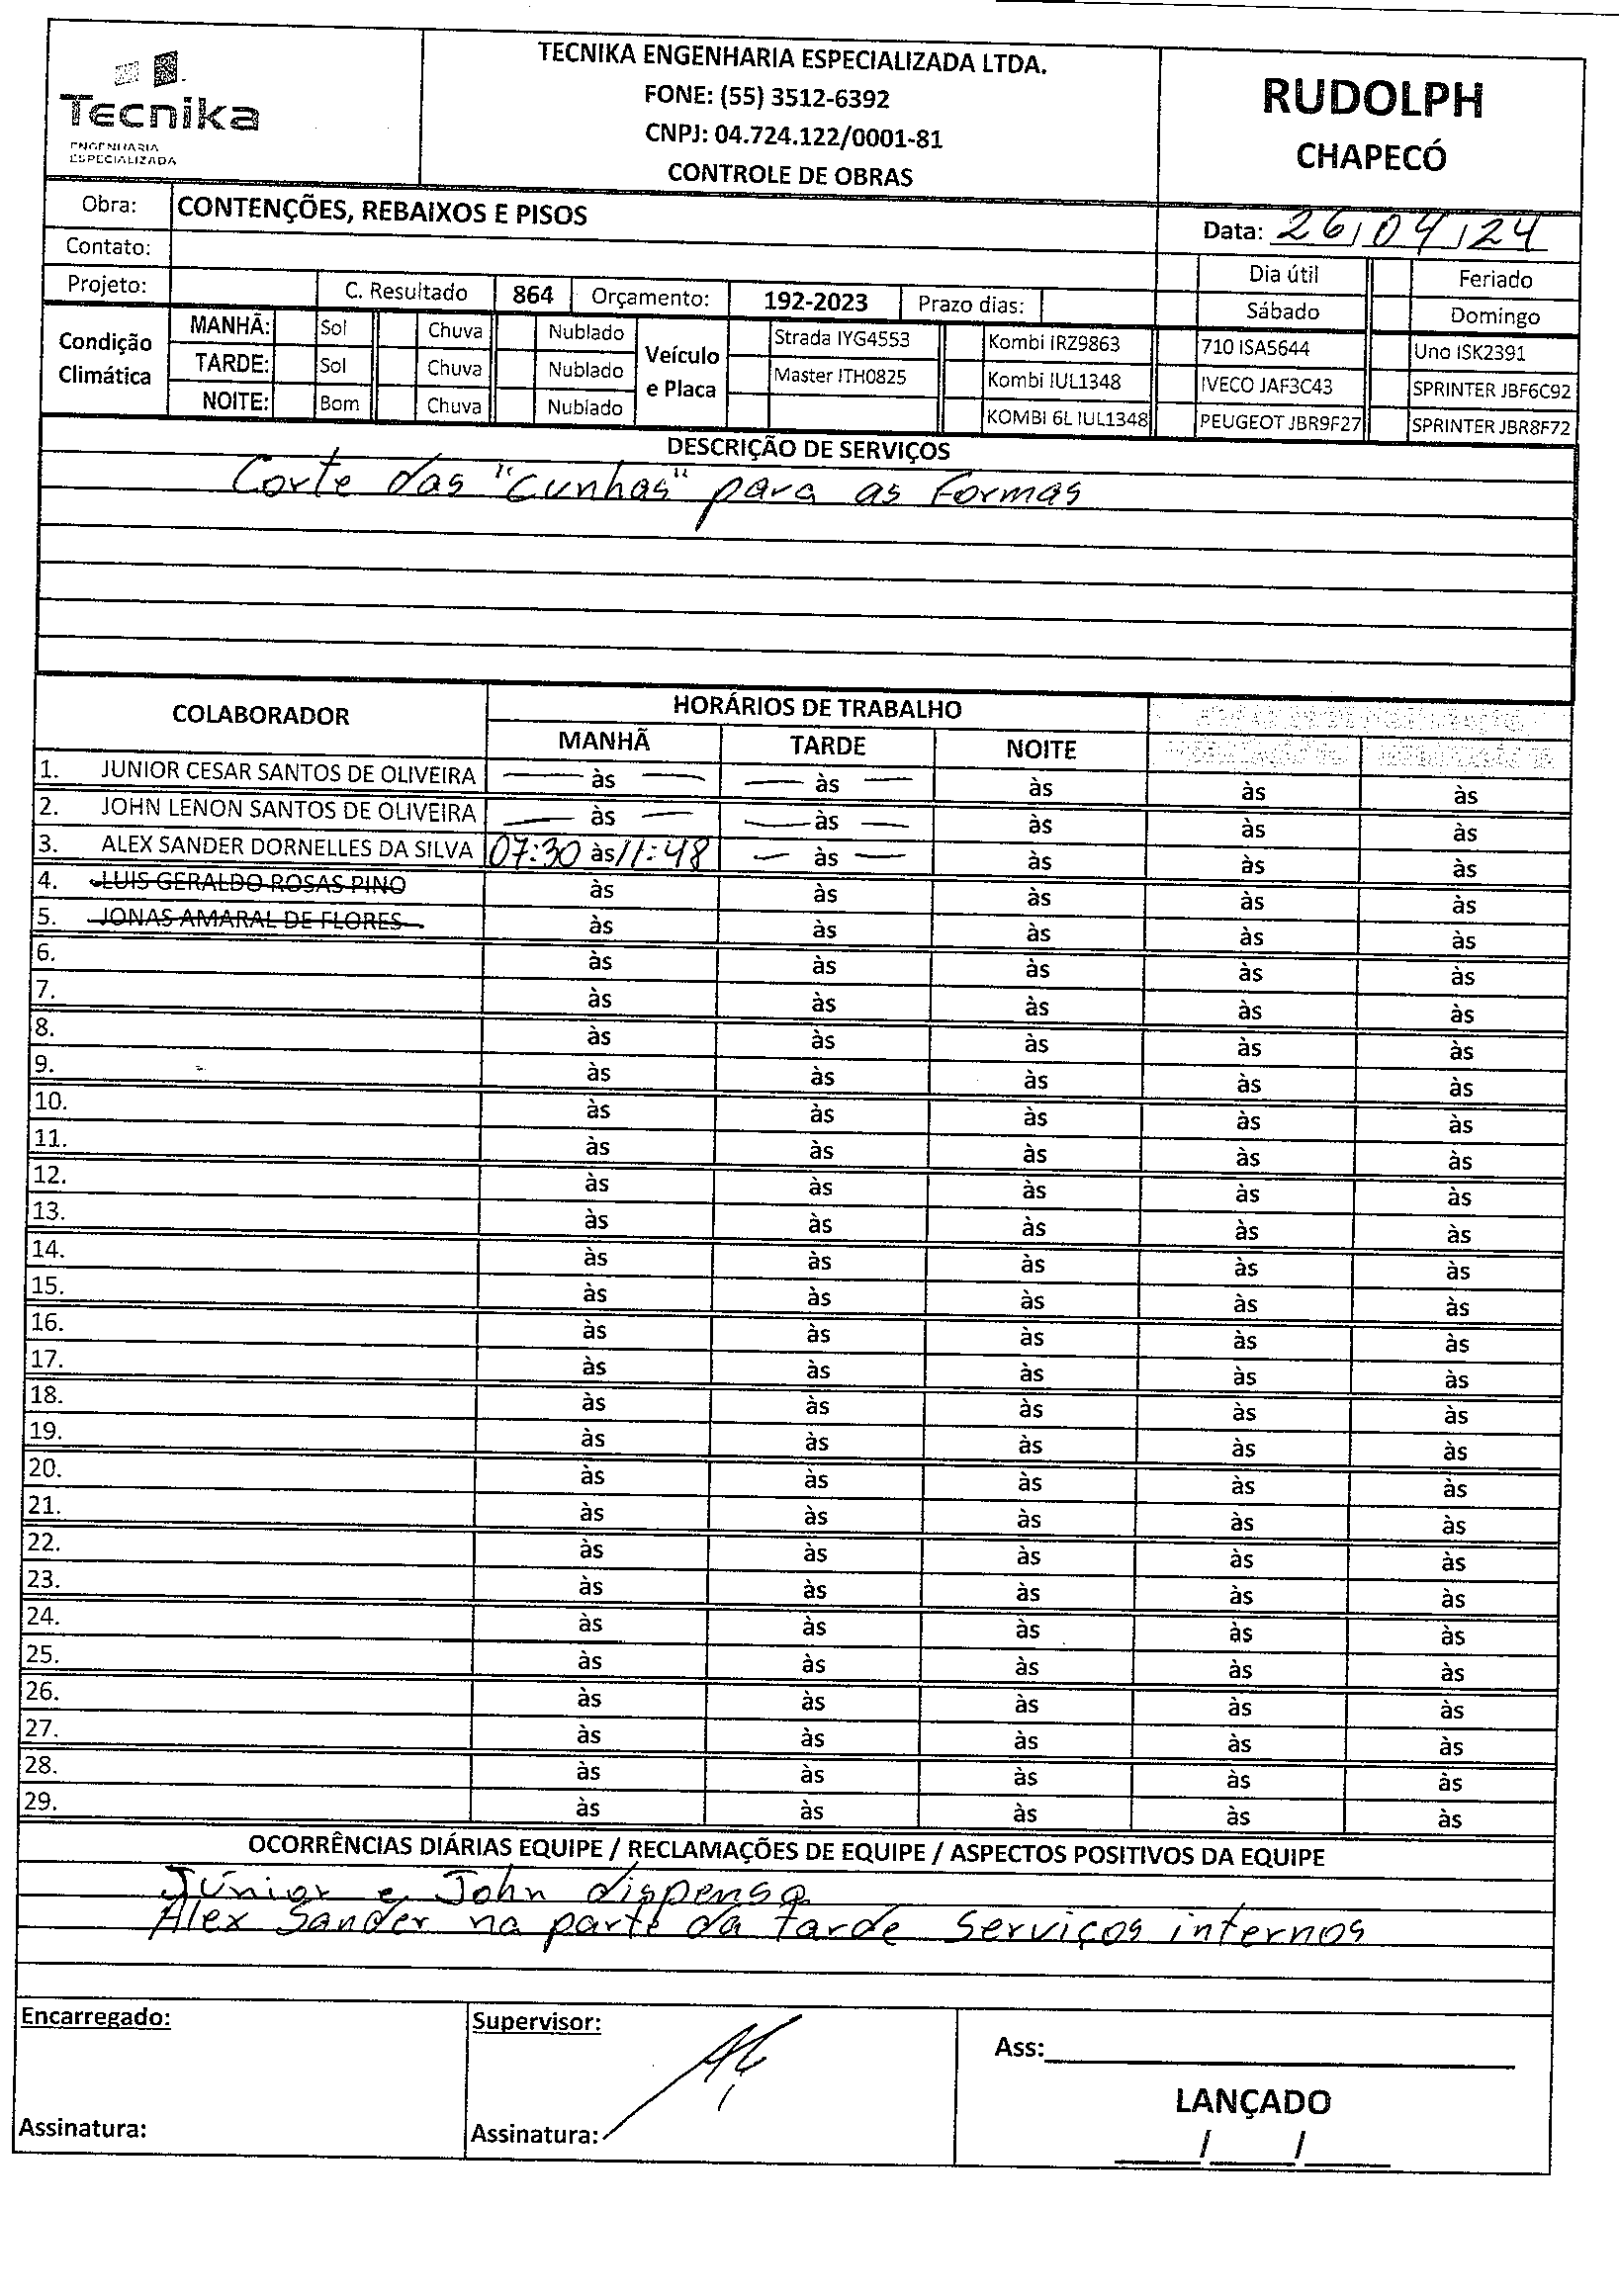 Tecnika
ENGENHARIA
ESPECIALIZADA
TECNIKA ENGENHARIA ESPECIALIZADA LTDA.
FONE: (55) 3512-6392
CNPJ: 04.724.122/0001-81
CONTROLE DE OBRAS
RUDOLPH
CHAPECÓ
Obra: CONTENÇÕES, REBAIXOS E PISOS
Data: 26/04/24
Contato:
Dia útil Feriado
Projeto: C. Resultado 864 Orçamento: 192-2023 Prazo dias:
Sábado Domingo
Condição Climática
MANHÃ: Sol Chuva Nublado
TARDE: Sol Chuva Nublado
NOITE: Bom Chuva Nublado
Veículo e Placa
Strada IYG4553 Kombi IRZ9863 710 ISA5644 Uno ISK2391
Master ITH0825 Kombi IUL1348 IVECO JAF3C43 SPRINTER JBF6C92
KOMBI 6L IUL1348 PEUGEOT JBR9F27 SPRINTER JBR8F72
DESCRIÇÃO DE SERVIÇOS
Corte das "Cunhas" para as Formas
COLABORADOR HORÁRIOS DE TRABALHO
MANHÃ TARDE NOITE
1. JUNIOR CESAR SANTOS DE OLIVEIRA — às — — às — às às às
2. JOHN LENON SANTOS DE OLIVEIRA — às — — às — às às às
3. ALEX SANDER DORNELLES DA SILVA 07:30 às 11:48 — às — às às às
4. LUIS GERALDO ROSAS PINO às às às às às
5. JONAS AMARAL DE FLORES às às às às às
6. às às às às às
7. às às às às às
8. às às às às às
9. às às às às às
10. às às às às às
11. às às às às às
12. às às às às às
13. às às às às às
14. às às às às às
15. às às às às às
16. às às às às às
17. às às às às às
18. às às às às às
19. às às às às às
20. às às às às às
21. às às às às às
22. às às às às às
23. às às às às às
24. às às às às às
25. às às às às às
26. às às às às às
27. às às às às às
28. às às às às às
29. às às às às às
OCORRÊNCIAS DIÁRIAS EQUIPE / RECLAMAÇÕES DE EQUIPE / ASPECTOS POSITIVOS DA EQUIPE
Júnior e John dispensa
Alex Sander na parte da tarde serviços internos
Encarregado:
Assinatura:
Supervisor:
Assinatura:
Ass:
LANÇADO
___/___/___